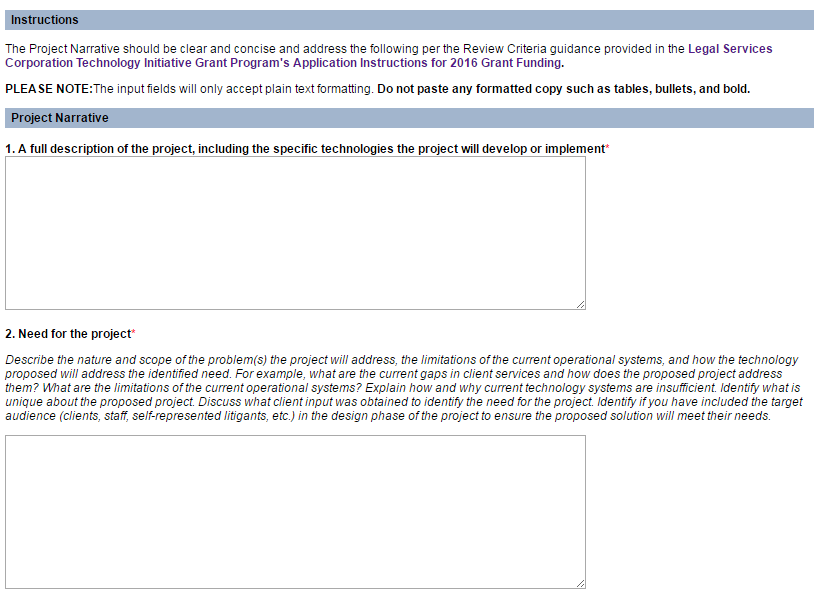 Instructions
The Project Narrative should be clear and concise and address the following per the Review Criteria guidance provided in the Legal Services
Corporation Technology Initiative Grant Program's Application Instructions for 2016 Grant Funding.
PLEASE NOTE:The input fields will only accept plain text formatting. Do not paste any formatted copy such as tables, bullets, and bold.
Project Narrative
1. A full description of the project, including the specific technologies the project will develop or implement*
2. Need for the project*
Describe the nature and scope of the problem(s) the project will address, the limitations of the current operational systems, and how the technology
proposed will address the identified need. For example, what are the current gaps in client services and how does the proposed project address
them? What are the limitations of the current operational systems? Explain how and why current technology systems are insufficient. Identify what is
unique about the proposed project. Discuss what client input was obtained to identify the need for the project. Identify if you have included the target
audience (clients, staff, self-represented litigants, etc.) in the design phase of the project to ensure the proposed solution will meet their needs.